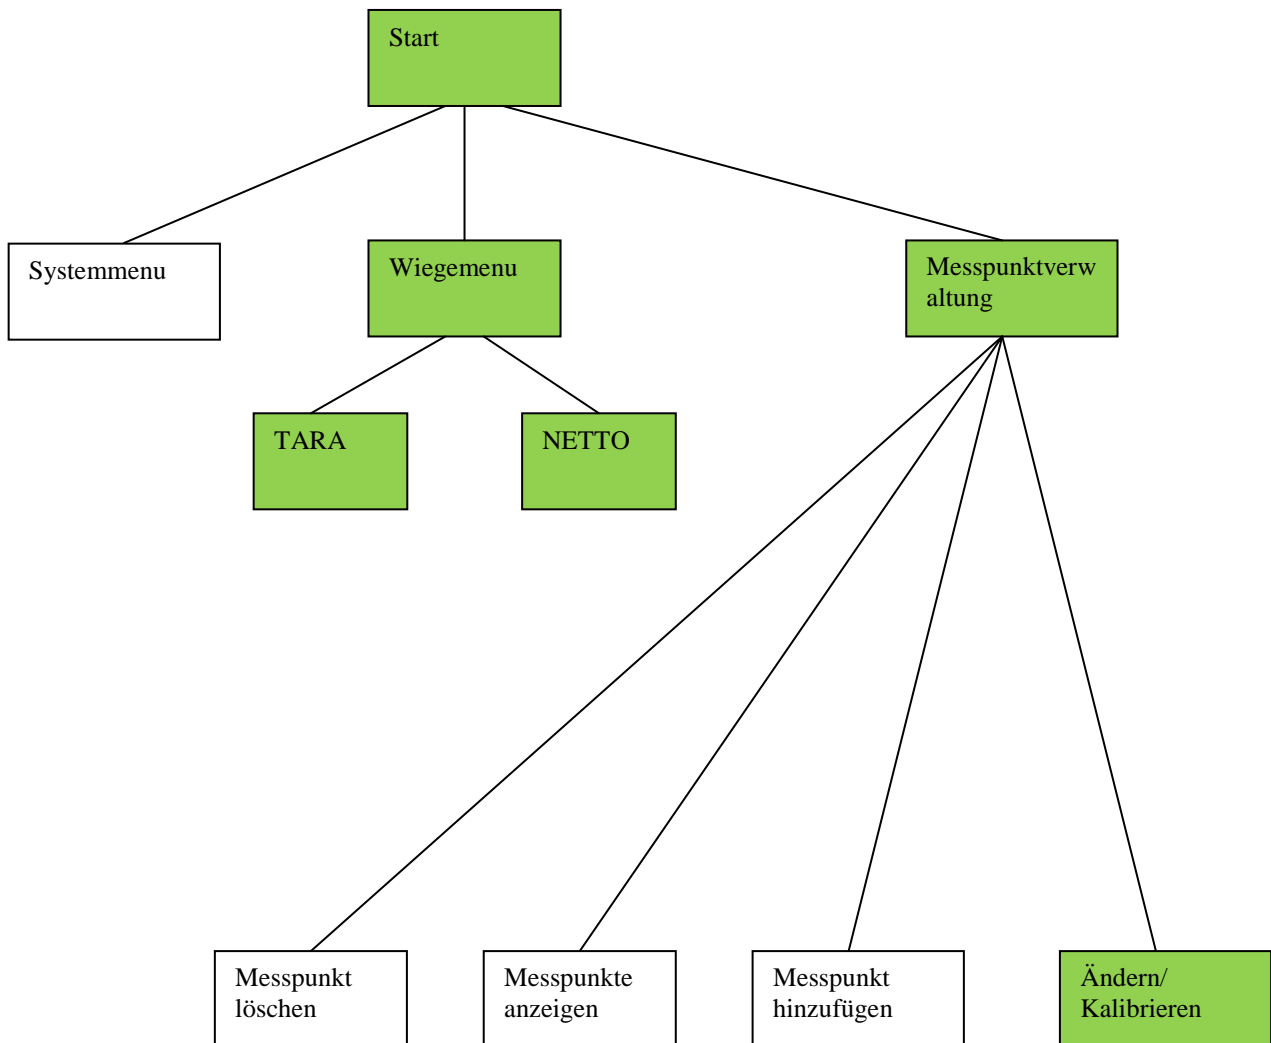 Start
Systemmenu
Wiegemenu
Messpunktverw
altung
TARA
NETTO
Messpunkt
löschen
Messpunkte
anzeigen
Messpunkt
hinzufügen
Ändern/
Kalibrieren